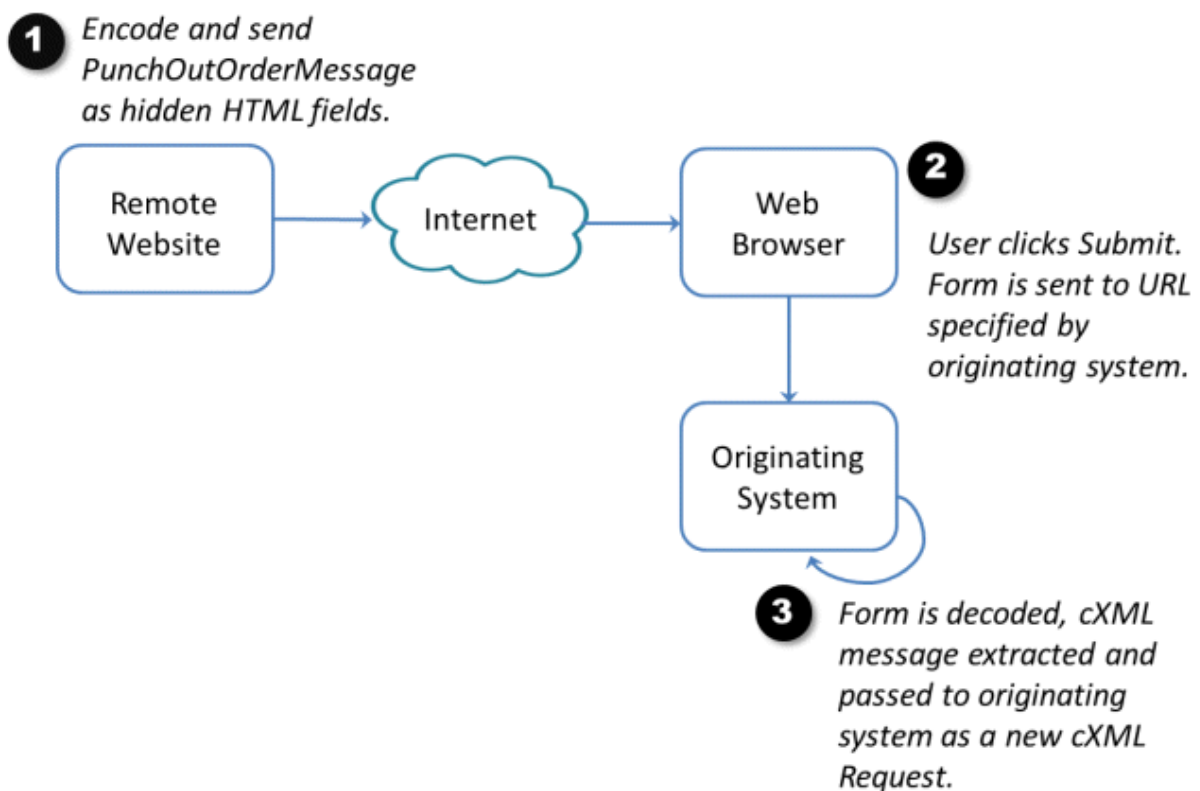 1
Encode and send
PunchOutOrderMessage
as hidden HTML fields.
Remote
Website
Internet
Web
Browser
2
User clicks Submit.
Form is sent to URL
specified by
originating system.
Originating
System
3
Form is decoded, cXML
message extracted and
passed to originating
system as a new cXML
Request.